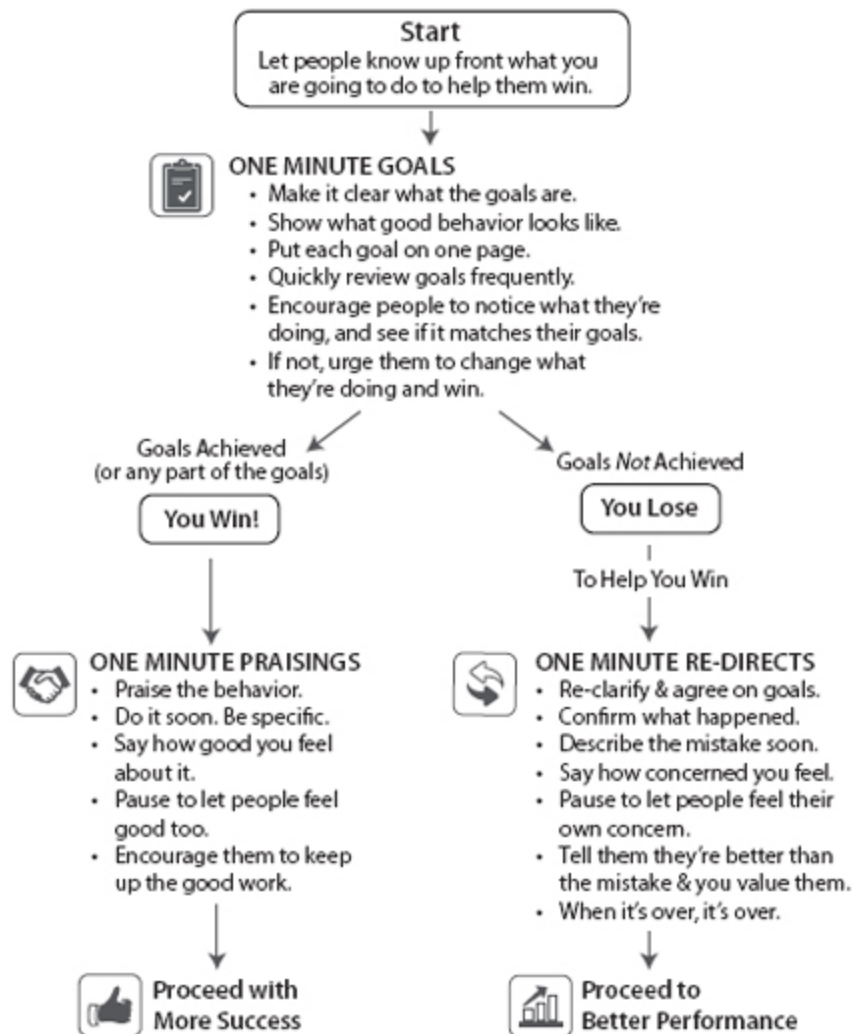 Start
Let people know up front what you
are going to do to help them win.
ONE MINUTE GOALS
• Make it clear what the goals are.
• Show what good behavior looks like.
• Put each goal on one page.
• Quickly review goals frequently.
• Encourage people to notice what they're
doing, and see if it matches their goals.
• If not, urge them to change what
they're doing and win.
Goals Achieved
(or any part of the goals)
You Win!
Goals Not Achieved
You Lose
To Help You Win
ONE MINUTE PRAISINGS
• Praise the behavior.
• Do it soon. Be specific.
• Say how good you feel
about it.
• Pause to let people feel
good too.
• Encourage them to keep
up the good work.
Proceed with
More Success
ONE MINUTE RE-DIRECTS
• Re-clarify & agree on goals.
• Confirm what happened.
• Describe the mistake soon.
• Say how concerned you feel.
• Pause to let people feel their
own concern.
• Tell them they're better than
the mistake & you value them.
• When it's over, it's over.
Proceed to
Better Performance